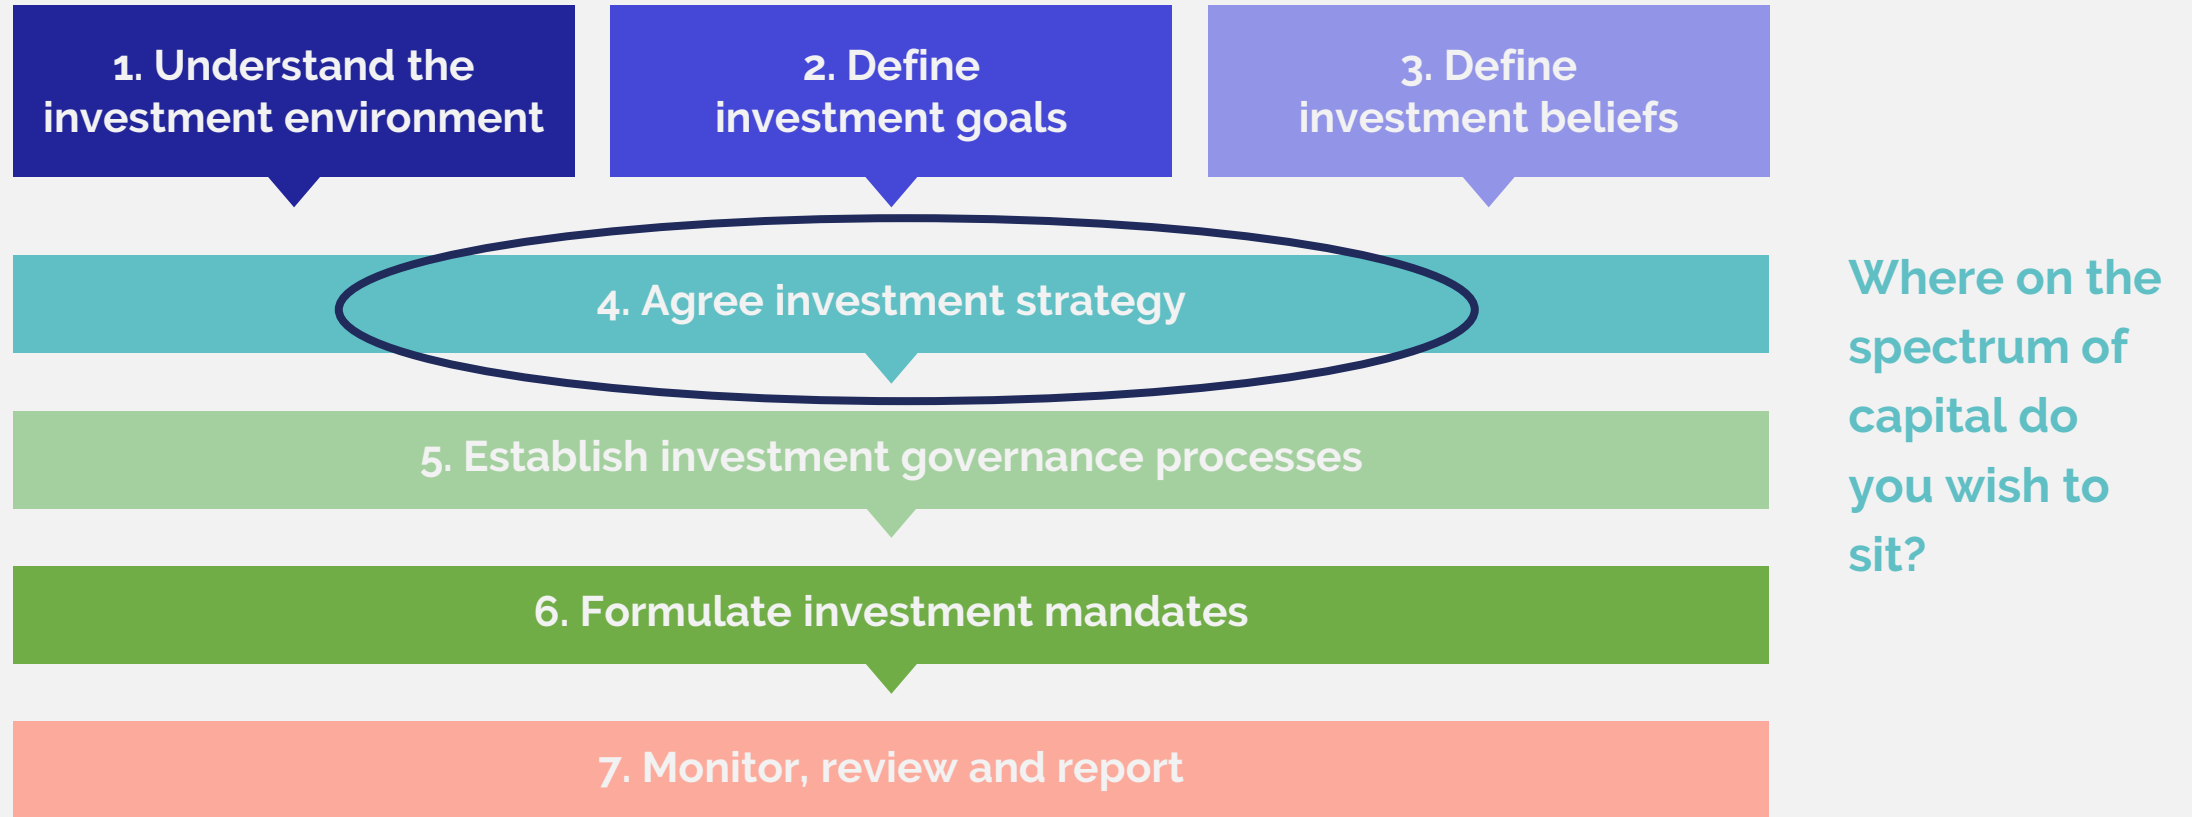 1. Understand the
investment environment
2. Define
investment goals
3. Define
investment beliefs
4. Agree investment strategy
5. Establish investment governance processes
6. Formulate investment mandates
7. Monitor, review and report
Where on the
spectrum of
capital do
you wish to
sit?